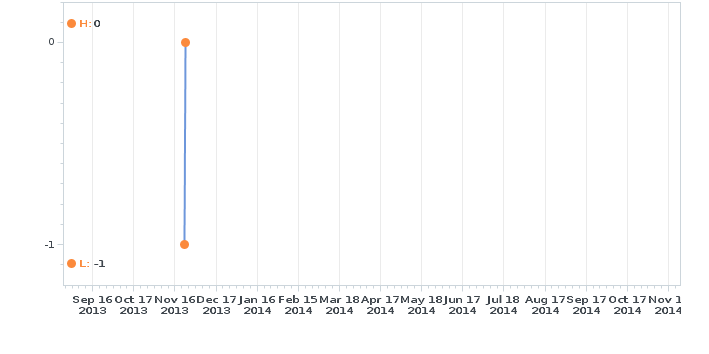 H: 0
0
-1
L: -1
Sep 16 Oct 17 Nov 16 Dec 17 Jan 16 Feb 15 Mar 18 Apr 17 May 18 Jun 17 Jul 18 Aug 17 Sep 17 Oct 17 Nov 1
2013 2013 2013 2013 2014 2014 2014 2014 2014 2014 2014 2014 2014 2014 2014